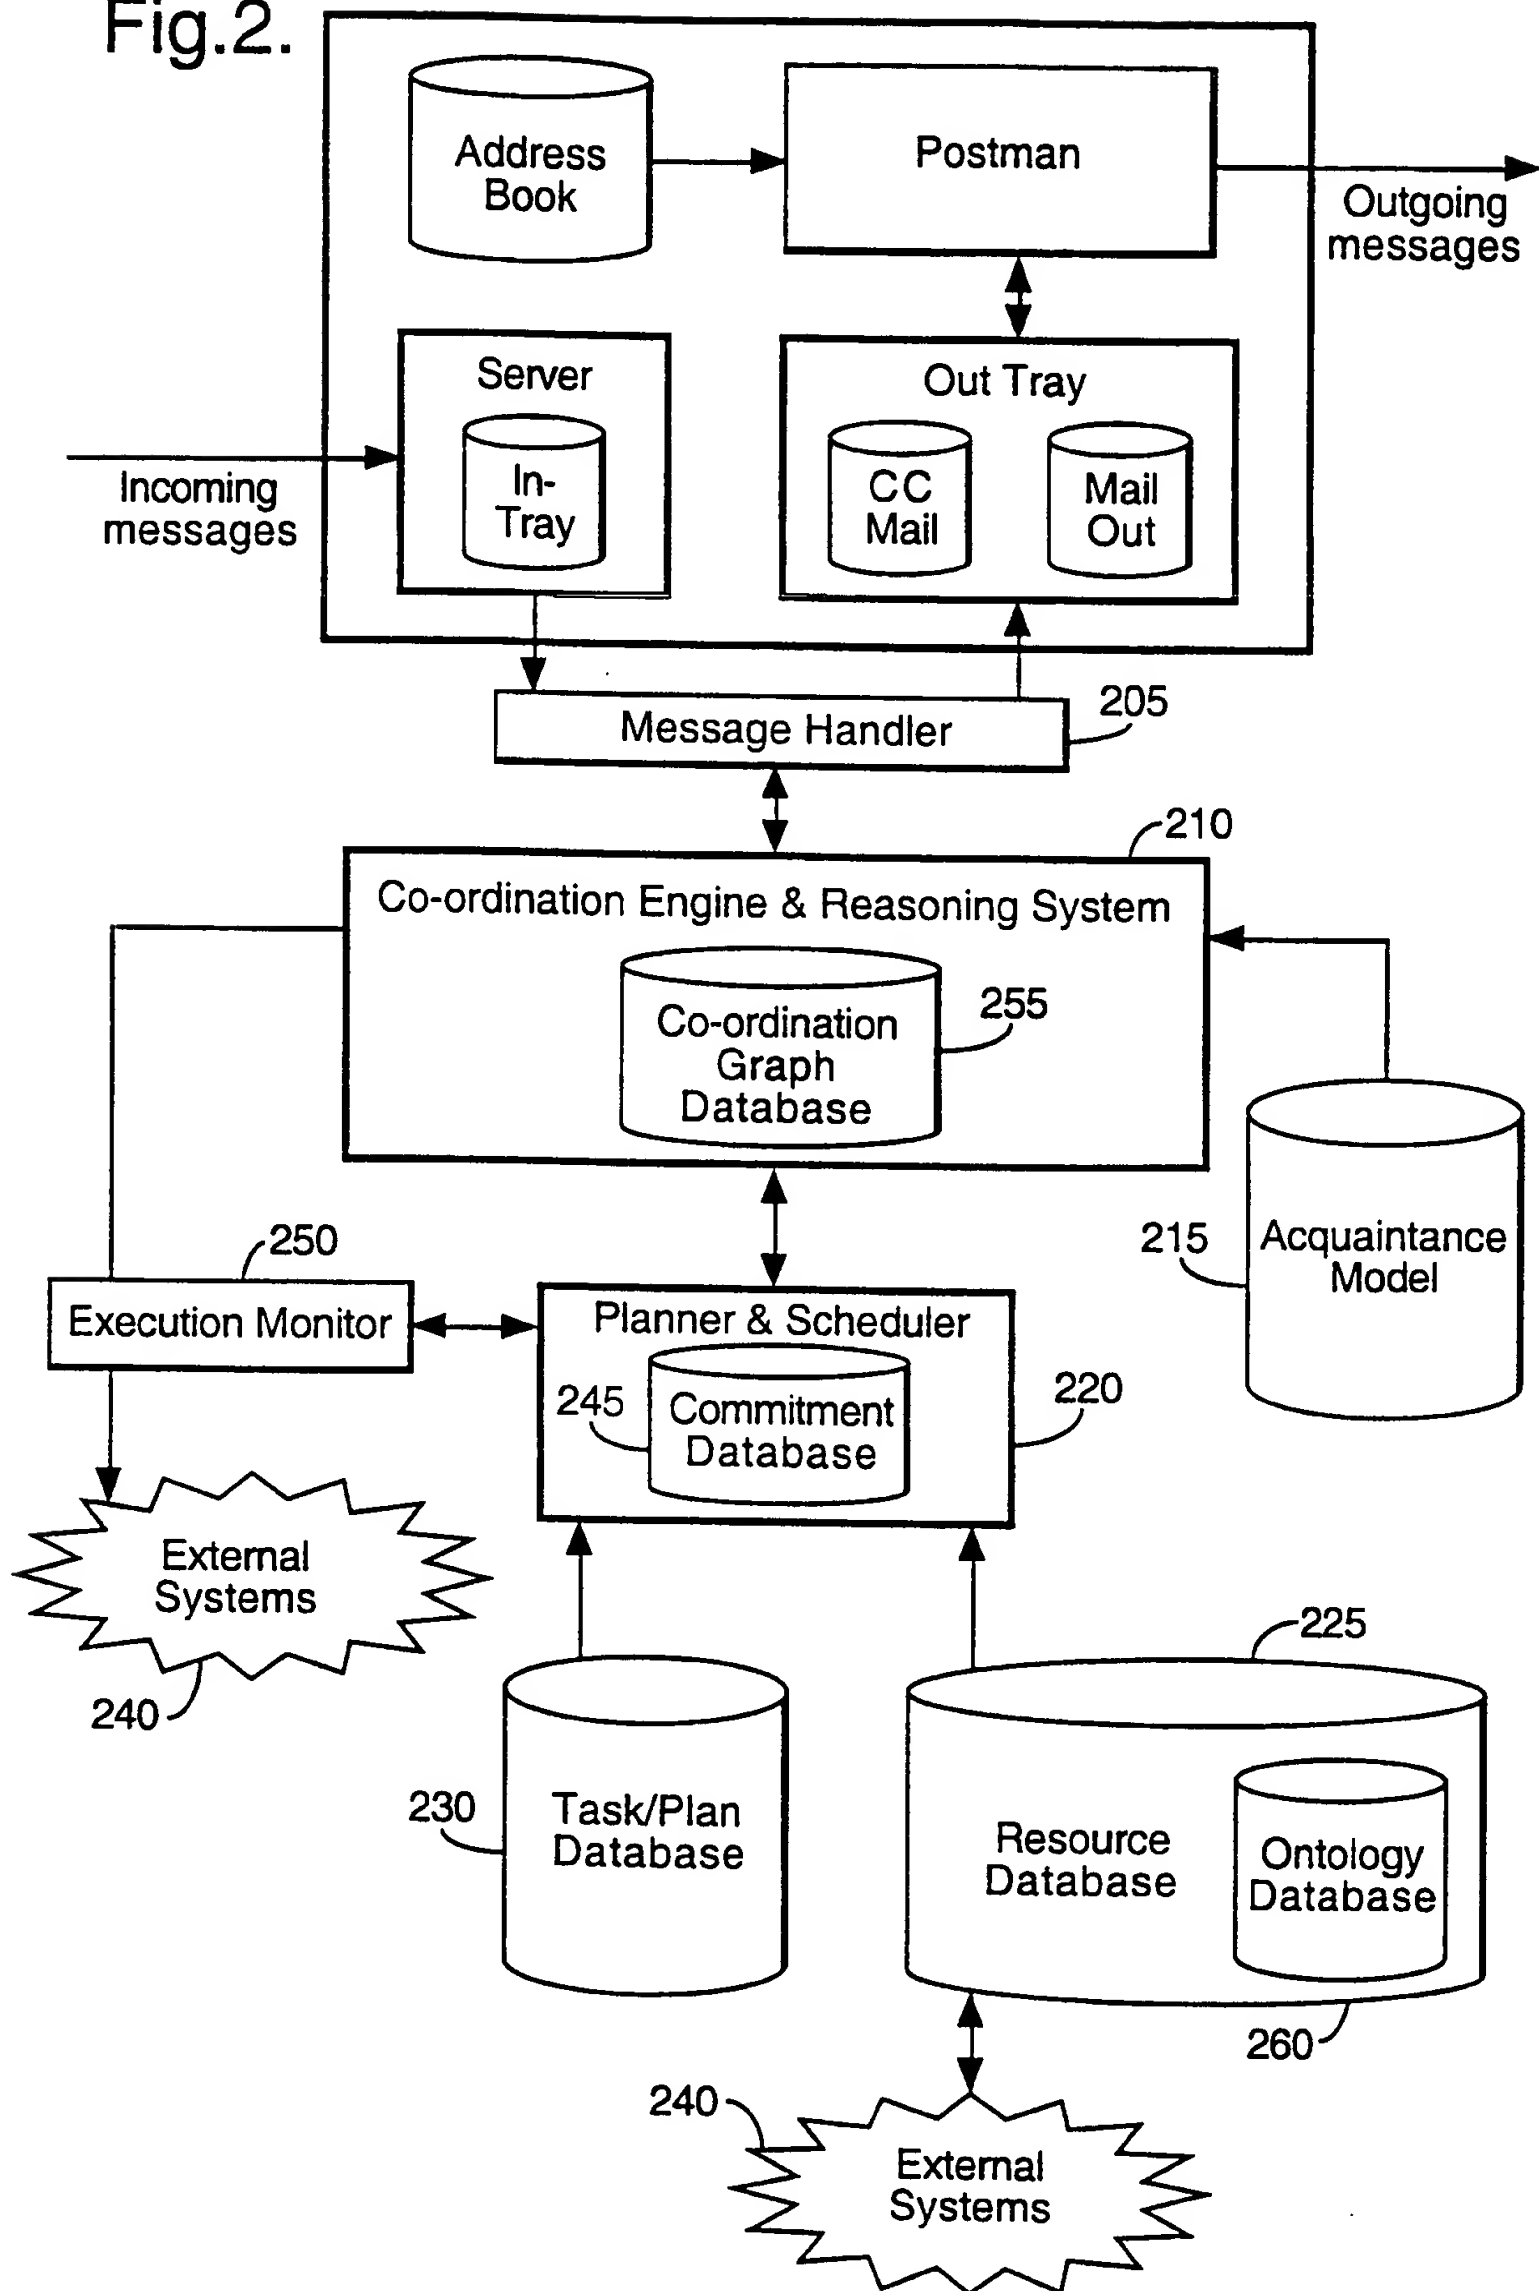 Fig.2.
Address
Book
Postman
Outgoing
messages
Server
In-
Tray
Out Tray
CC
Mail
Mail
Out
Incoming
messages
Message Handler
205
210
Co-ordination Engine & Reasoning System
Co-ordination
Graph
Database
255
215
Acquaintance
Model
250
Execution Monitor
Planner & Scheduler
245
Commitment
Database
220
External
Systems
240
225
230
Task/Plan
Database
Resource
Database
Ontology
Database
260
240
External
Systems